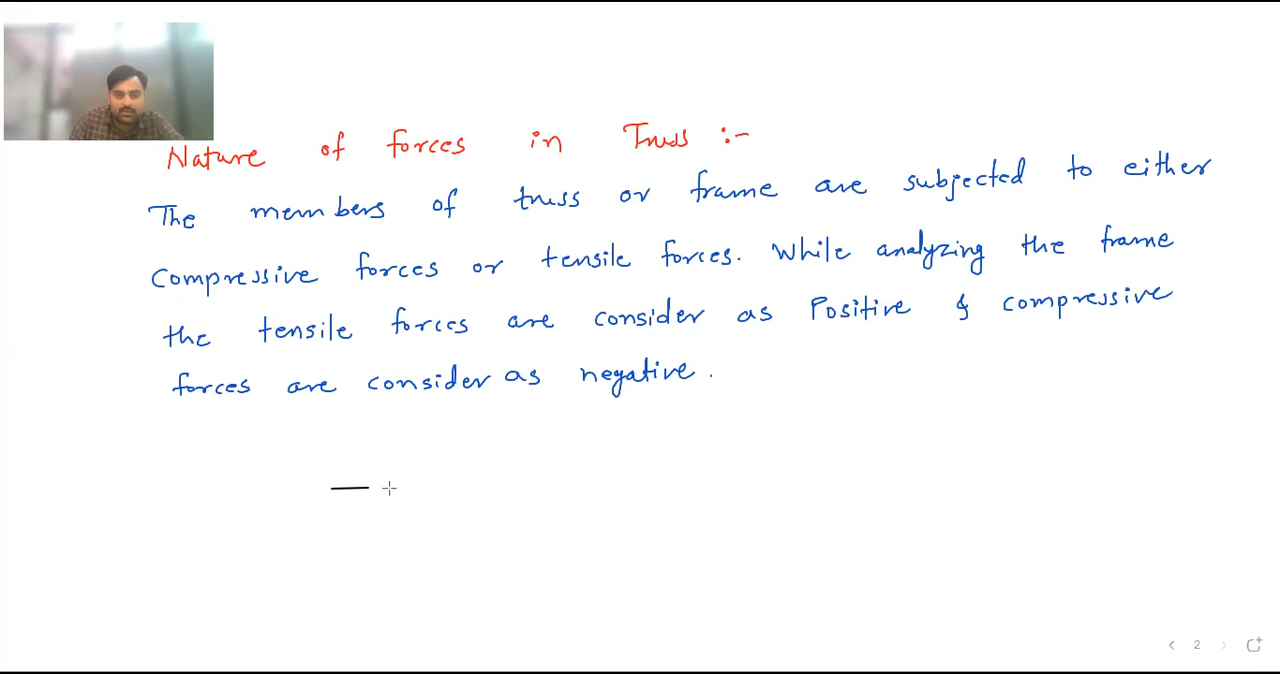 Nature of forces in Truss :-
The members of truss or frame are subjected to either
compressive forces or tensile forces. While analyzing the frame
the tensile forces are consider as Positive & compressive
forces are consider as negative.
2